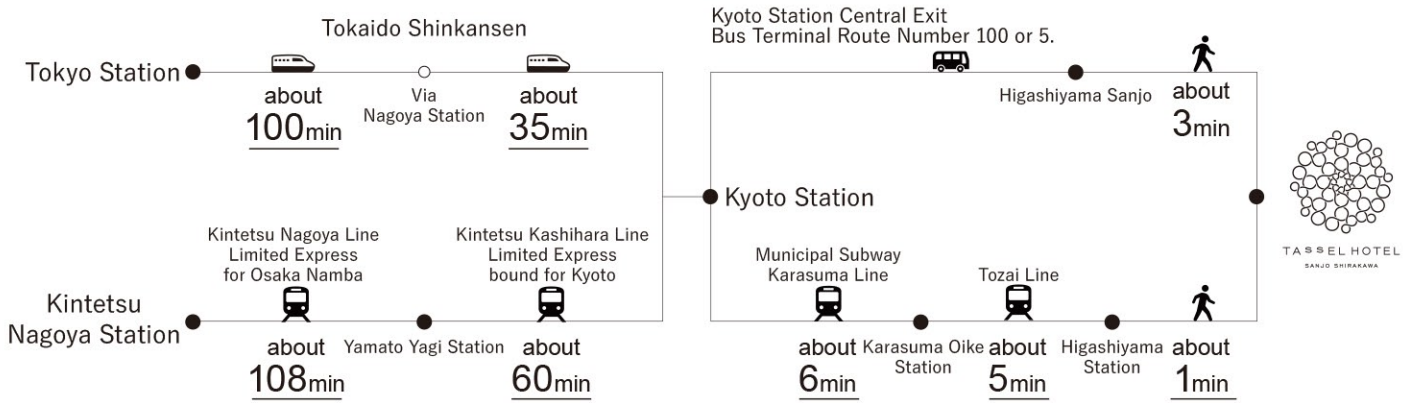 Tokaido Shinkansen
Tokyo Station
about
100min
Via
Nagoya Station
about
35min
Kintetsu Nagoya Line
Limited Express
for Osaka Namba
Kintetsu Kashihara Line
Limited Express
bound for Kyoto
Kintetsu
Nagoya Station
about
108min
Yamato Yagi Station
about
60min
Kyoto Station
Kyoto Station Central Exit
Bus Terminal Route Number 100 or 5.
Higashiyama Sanjo
about
3min
Municipal Subway
Karasuma Line
Tozai Line
about
6min
Karasuma Oike
Station
about
5min
Higashiyama
Station
about
1min
TASSEL HOTEL
SANJO SHIRAKAWA